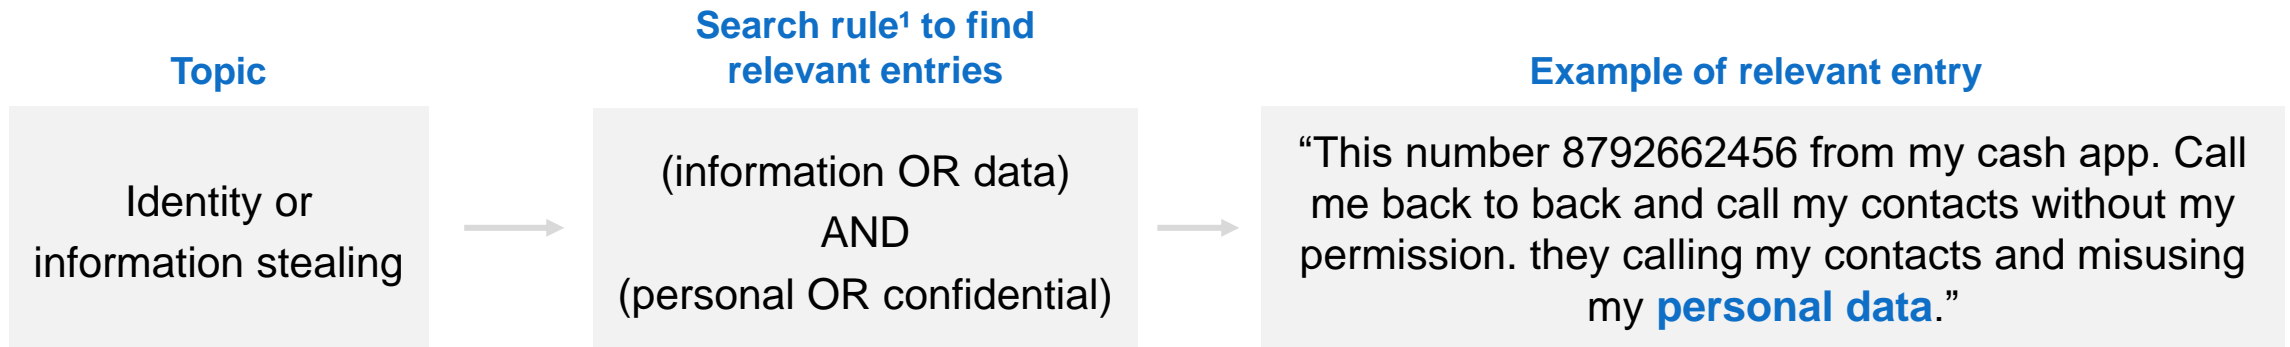 Topic
Identity or
information stealing
Search rule¹ to find
relevant entries
(information OR data)
AND
(personal OR confidential)
Example of relevant entry
“This number 8792662456 from my cash app. Call
me back to back and call my contacts without my
permission. they calling my contacts and misusing
my personal data.”